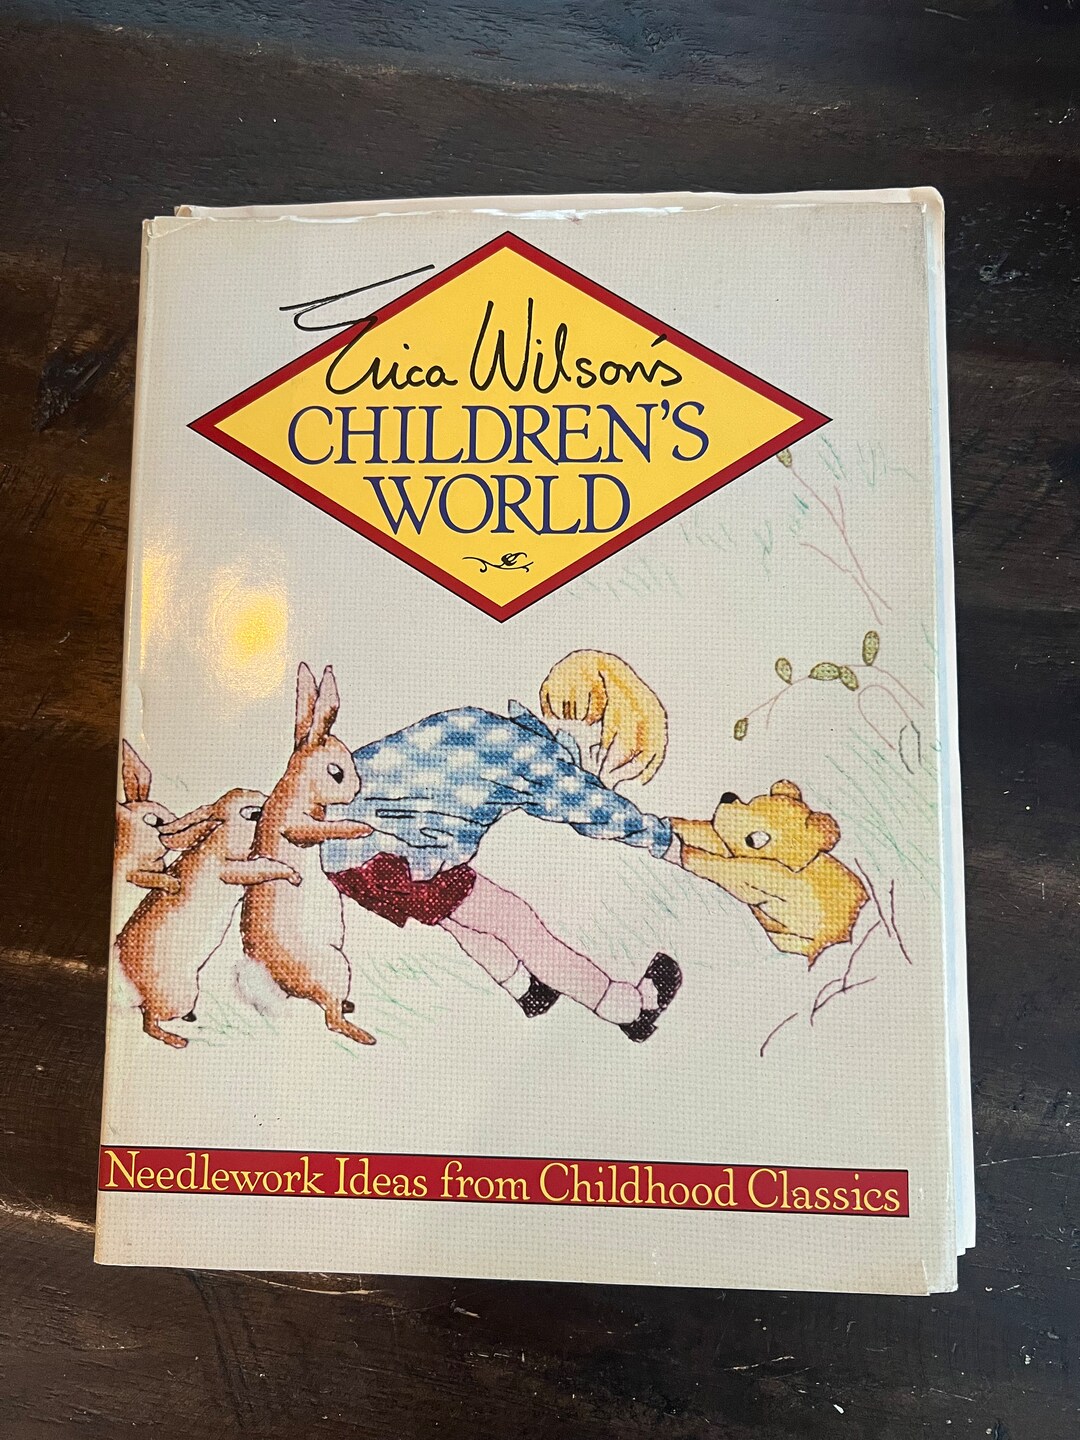 Erica Wilson's
CHILDREN'S
WORLD
Needlework Ideas from Childhood Classics